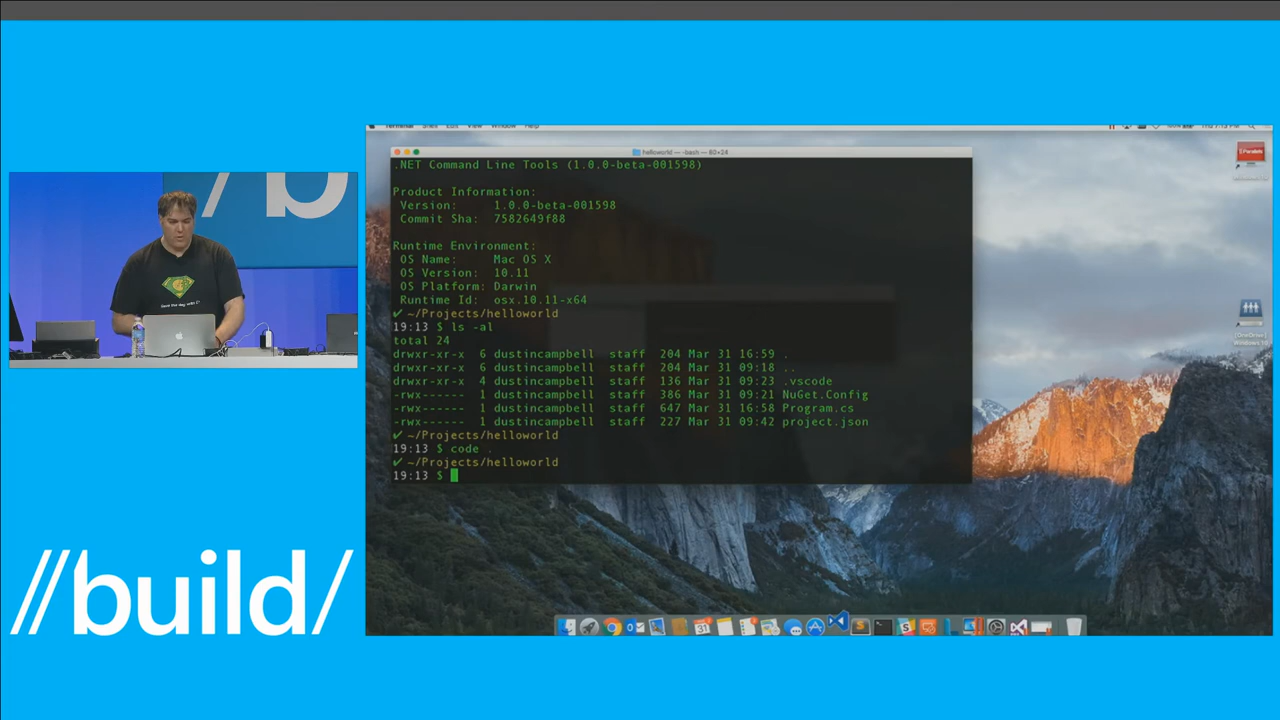 helloworld — -bash — 80×24
.NET Command Line Tools (1.0.0-beta-001598)
Product Information:
Version: 1.0.0-beta-001598
Commit Sha: 7582649f88
Runtime Environment:
OS Name: Mac OS X
OS Version: 10.11
OS Platform: Darwin
Runtime Id: osx.10.11-x64
✔ ~/Projects/helloworld
19:13 $ ls -al
total 24
drwxr-xr-x 6 dustincampbell staff 204 Mar 31 16:59 .
drwxr-xr-x 6 dustincampbell staff 204 Mar 31 09:18 ..
drwxr-xr-x 4 dustincampbell staff 136 Mar 31 09:23 .vscode
-rwx------ 1 dustincampbell staff 386 Mar 31 09:21 NuGet.Config
-rwx------ 1 dustincampbell staff 647 Mar 31 16:58 Program.cs
-rwx------ 1 dustincampbell staff 227 Mar 31 09:42 project.json
✔ ~/Projects/helloworld
19:13 $ code .
✔ ~/Projects/helloworld
19:13 $
Parallels
/b
31
//build/